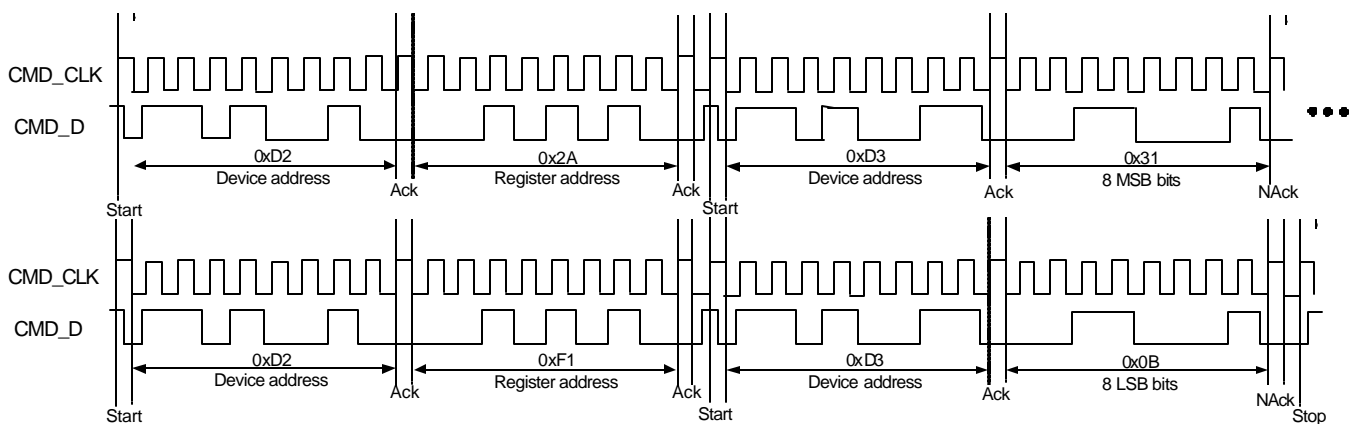 CMD_CLK
CMD_D
0xD2 0x2A 0xD3 0x31
Device address Register address Device address 8 MSB bits
Start Ack Ack Start Ack NAck
CMD_CLK
CMD_D
0xD2 0xF1 0xD3 0x0B
Device address Register address Device address 8 LSB bits
Start Ack Ack Start Ack NAck Stop